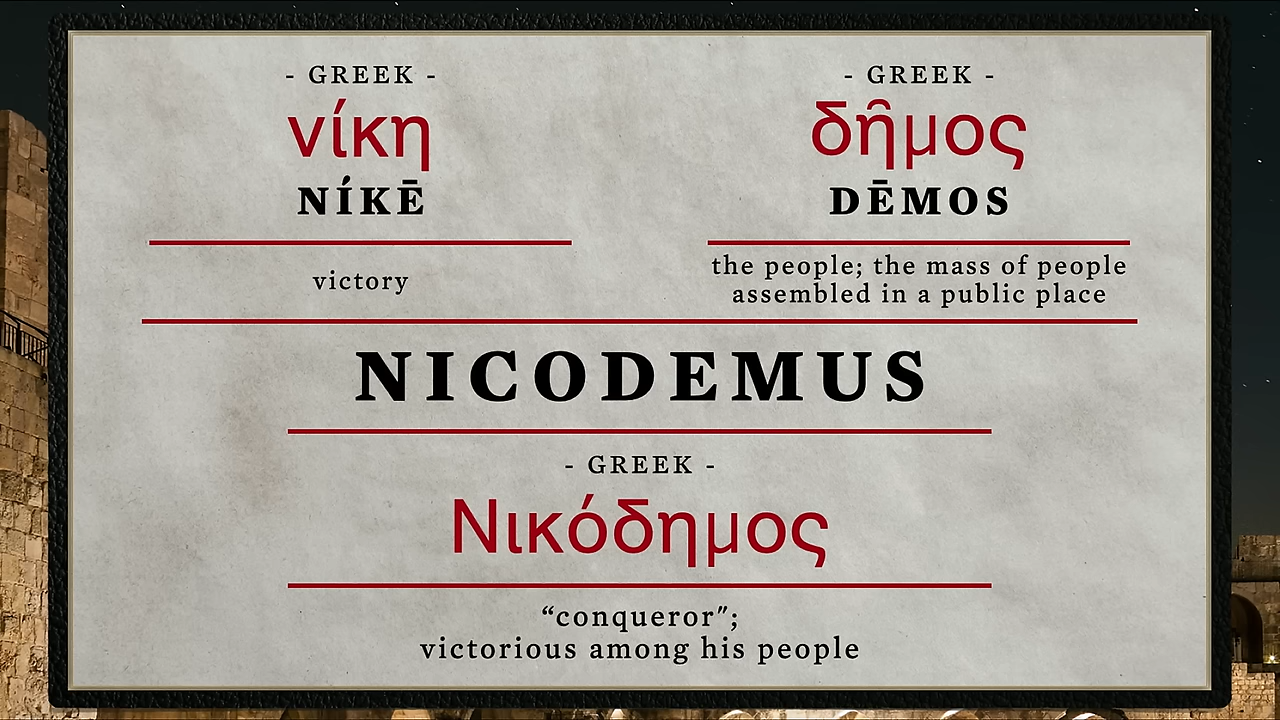 - GREEK -
νίκη
NÍKĒ
victory
- GREEK -
δῆμος
DĒMOS
the people; the mass of people
assembled in a public place
NICODEMUS
- GREEK -
Νικόδημος
“conqueror”;
victorious among his people